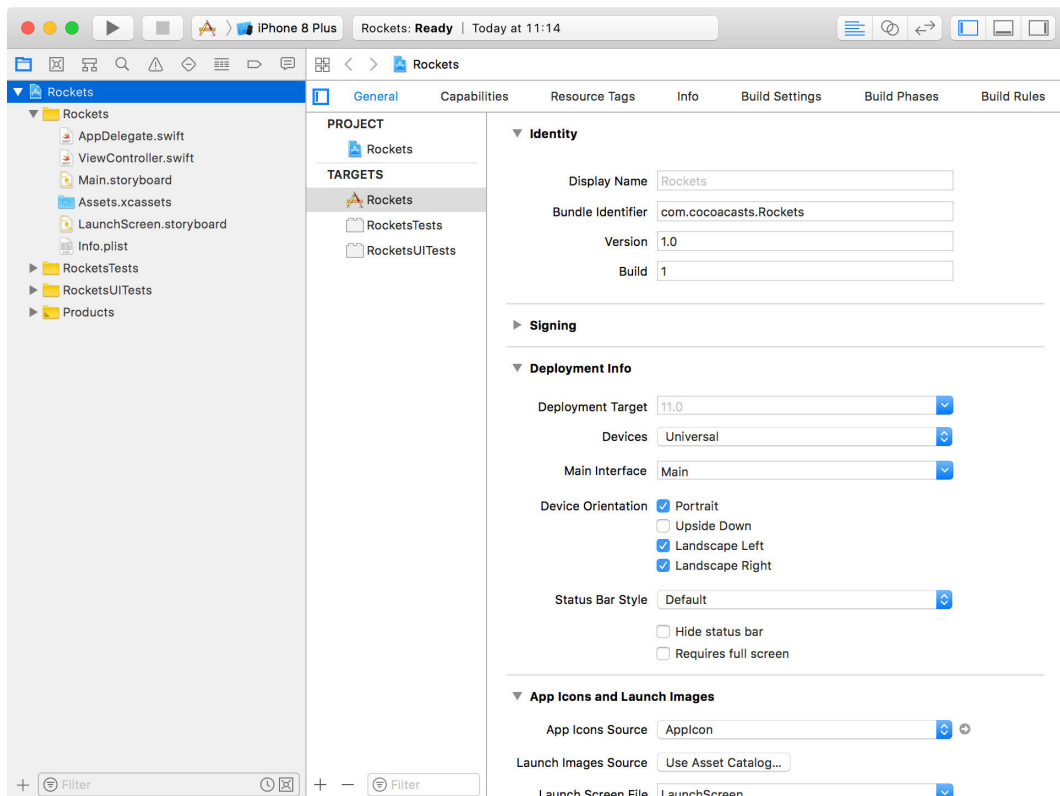 iPhone 8 Plus
Rockets: Ready | Today at 11:14
Rockets
Rockets
General Capabilities Resource Tags Info Build Settings Build Phases Build Rules
Rockets
AppDelegate.swift
ViewController.swift
Main.storyboard
Assets.xcassets
LaunchScreen.storyboard
Info.plist
RocketsTests
RocketsUITests
Products
Filter
PROJECT
Rockets
TARGETS
Rockets
RocketsTests
RocketsUITests
Filter
Identity
Display Name Rockets
Bundle Identifier com.cocoacasts.Rockets
Version 1.0
Build 1
Signing
Deployment Info
Deployment Target 11.0
Devices Universal
Main Interface Main
Device Orientation Portrait
Upside Down
Landscape Left
Landscape Right
Status Bar Style Default
Hide status bar
Requires full screen
App Icons and Launch Images
App Icons Source AppIcon
Launch Images Source Use Asset Catalog...
Launch Screen File LaunchScreen